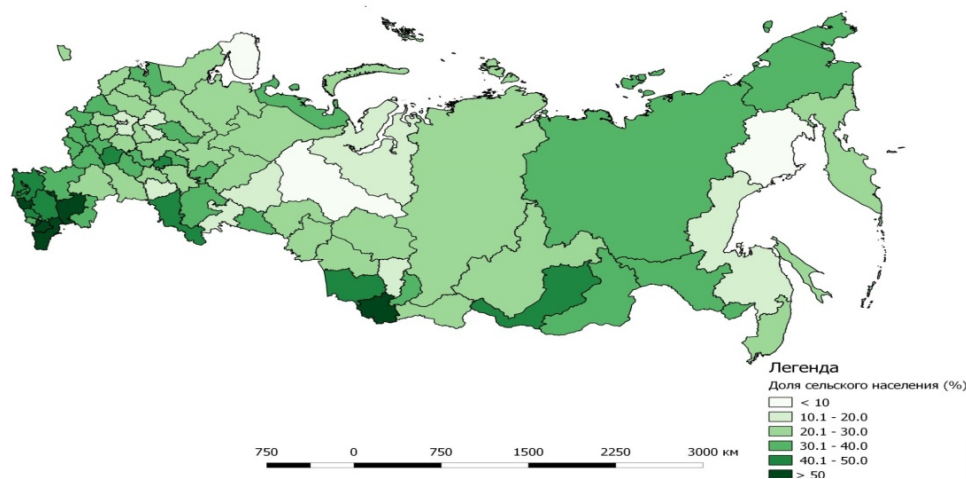 Легенда
Доля сельского населения (%)
< 10
10.1 - 20.0
20.1 - 30.0
30.1 - 40.0
40.1 - 50.0
> 50
750 0 750 1500 2250 3000 км